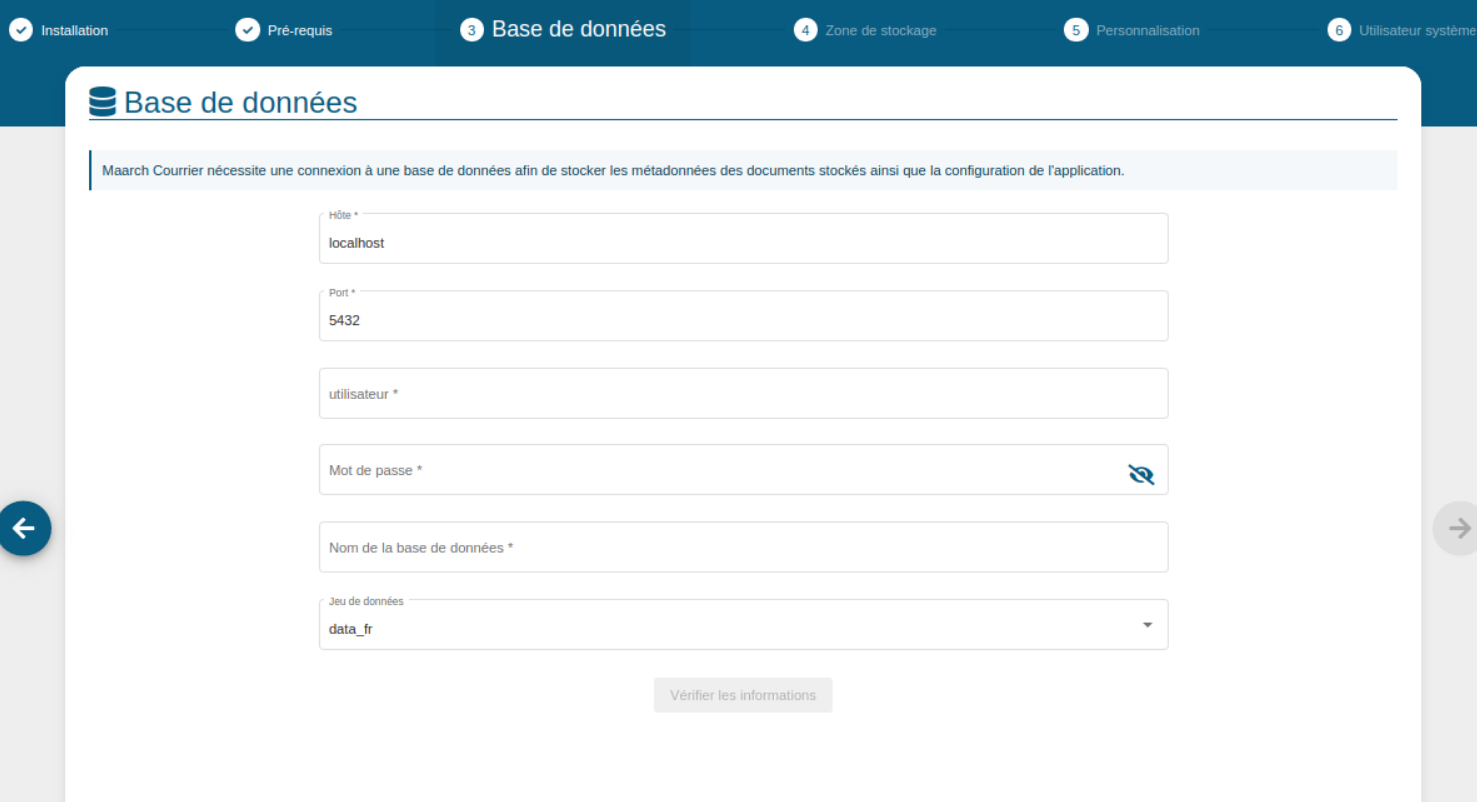 Installation
Pré-requis
3 Base de données
4 Zone de stockage
5 Personnalisation
6 Utilisateur système
Base de données
Maarch Courrier nécessite une connexion à une base de données afin de stocker les métadonnées des documents stockés ainsi que la configuration de l'application.
Hôte *
localhost
Port *
5432
utilisateur *
Mot de passe *
Nom de la base de données *
Jeu de données
data_fr
Vérifier les informations